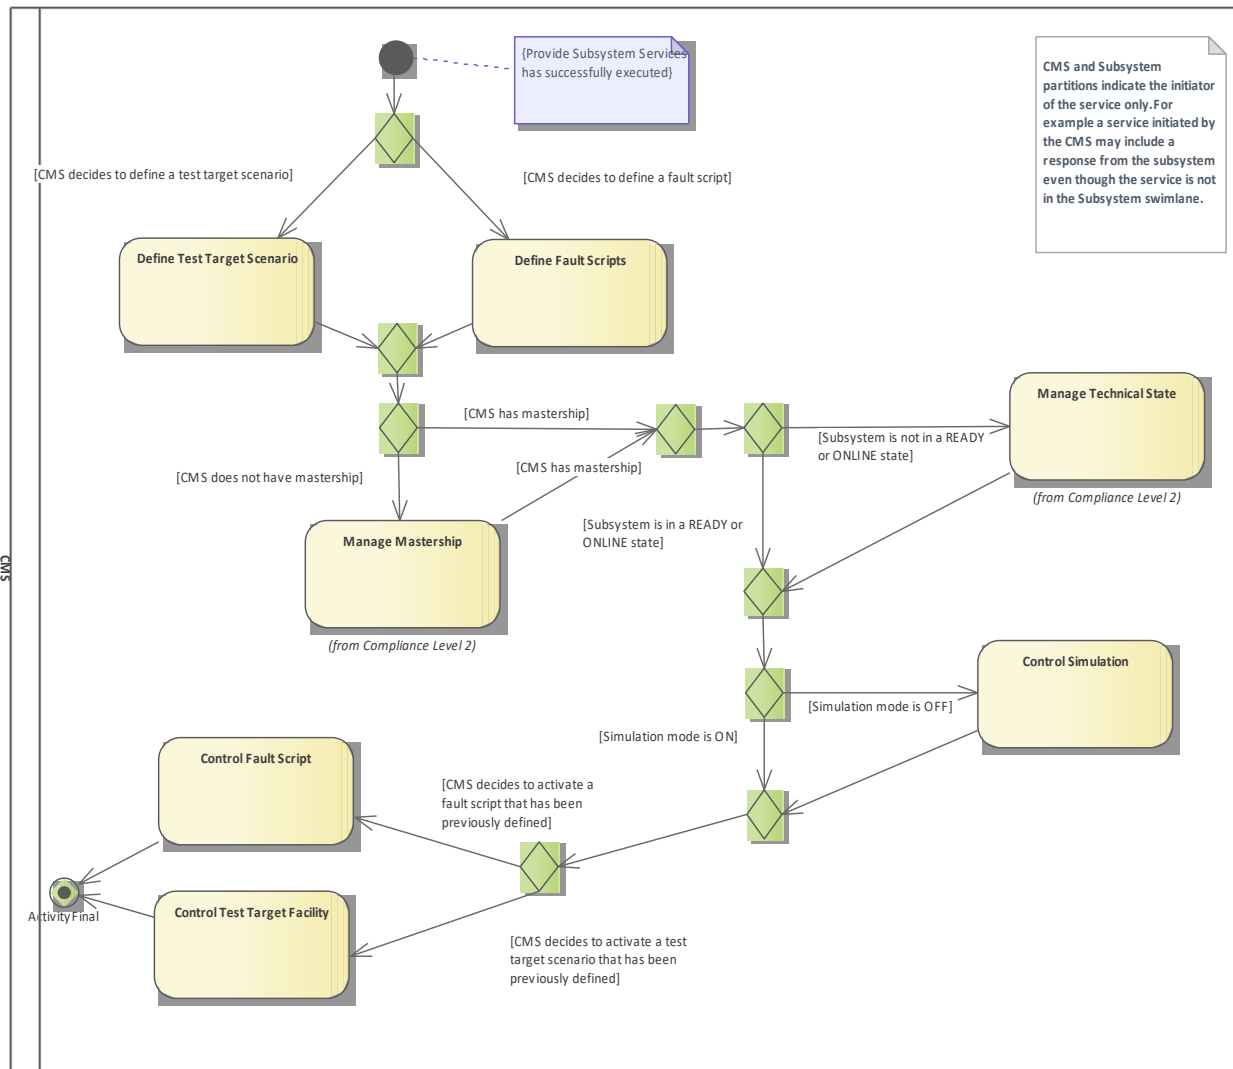 {Provide Subsystem Services
has successfully executed}
CMS and Subsystem
partitions indicate the initiator
of the service only.For
example a service initiated by
the CMS may include a
response from the subsystem
even though the service is not
in the Subsystem swimlane.
[CMS decides to define a test target scenario]
[CMS decides to define a fault script]
Define Test Target Scenario
Define Fault Scripts
[CMS has mastership]
Manage Technical State
[Subsystem is not in a READY
or ONLINE state]
[CMS does not have mastership]
[CMS has mastership]
(from Compliance Level 2)
[Subsystem is in a READY or
ONLINE state]
Manage Mastership
CMS
(from Compliance Level 2)
Control Simulation
[Simulation mode is OFF]
[Simulation mode is ON]
Control Fault Script
[CMS decides to activate a
fault script that has been
previously defined]
Control Test Target Facility
ActivityFinal
[CMS decides to activate a test
target scenario that has been
previously defined]